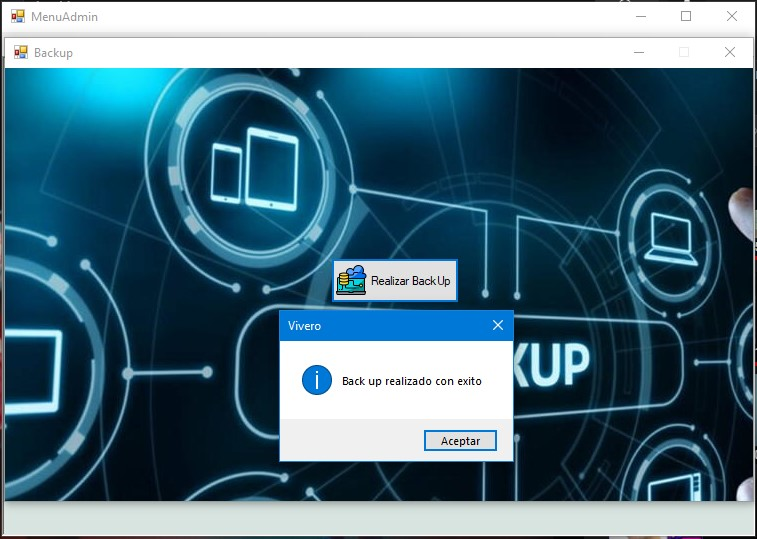 MenuAdmin
Backup
Realizar BackUp
Vivero
KUP
Back up realizado con exito
Aceptar